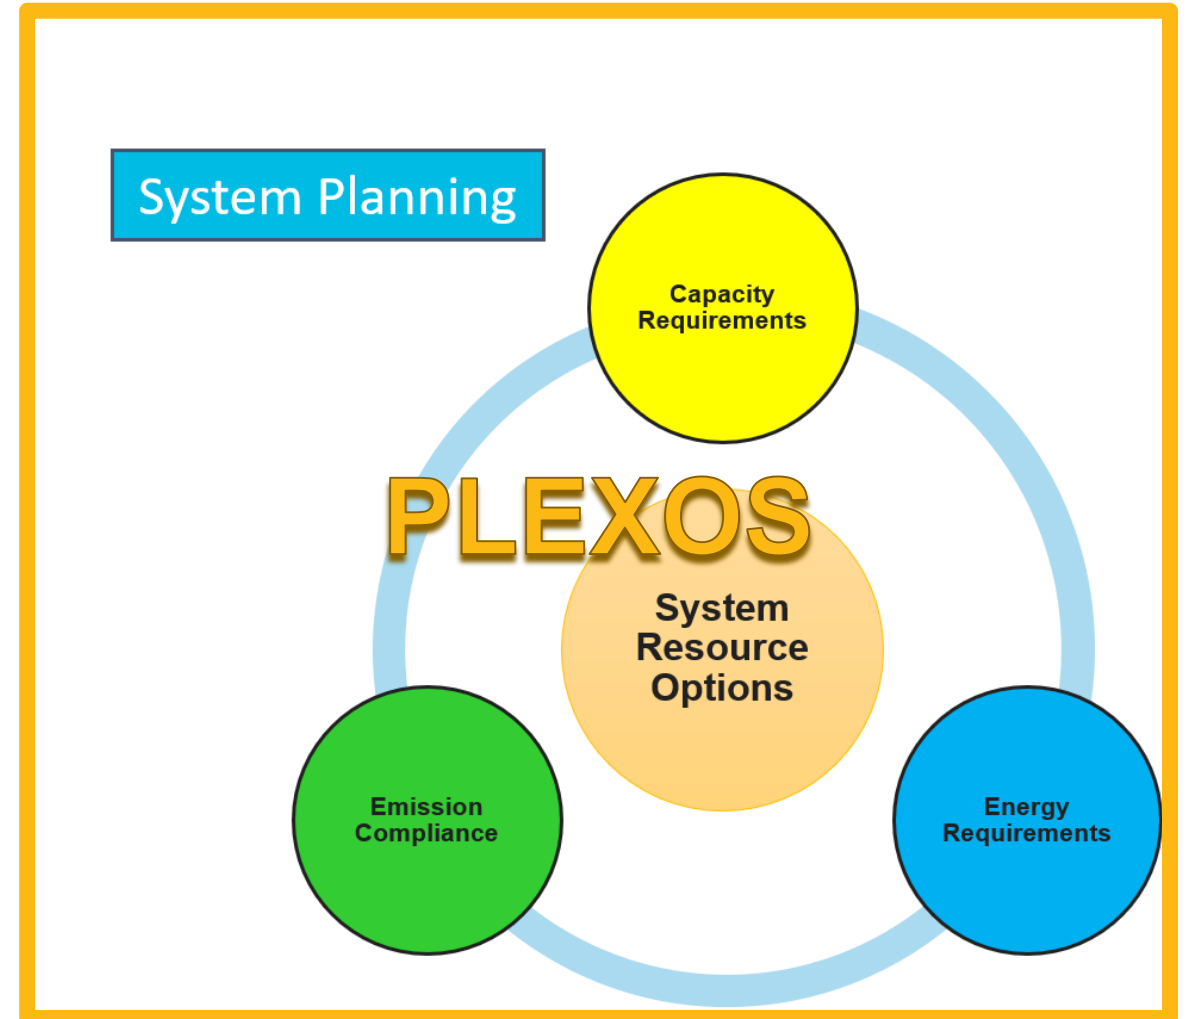 System Planning
Capacity
Requirements
PLEXOS
System
Resource
Options
Emission
Compliance
Energy
Requirements